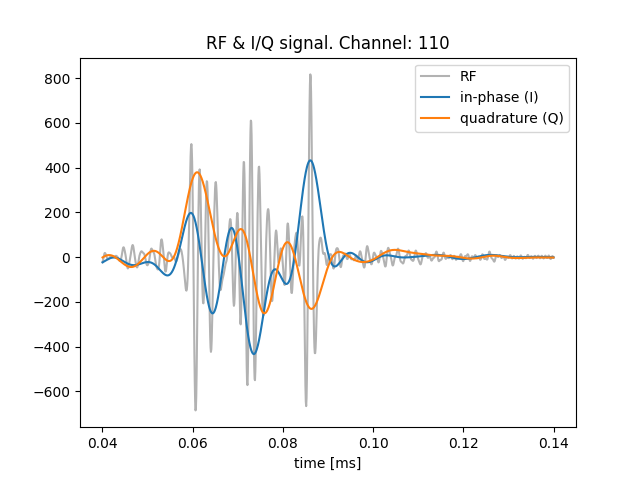 RF & I/Q signal. Channel: 110
RF
in-phase (I)
quadrature (Q)
800
600
400
200
0
−200
−400
−600
0.04 0.06 0.08 0.10 0.12 0.14
time [ms]